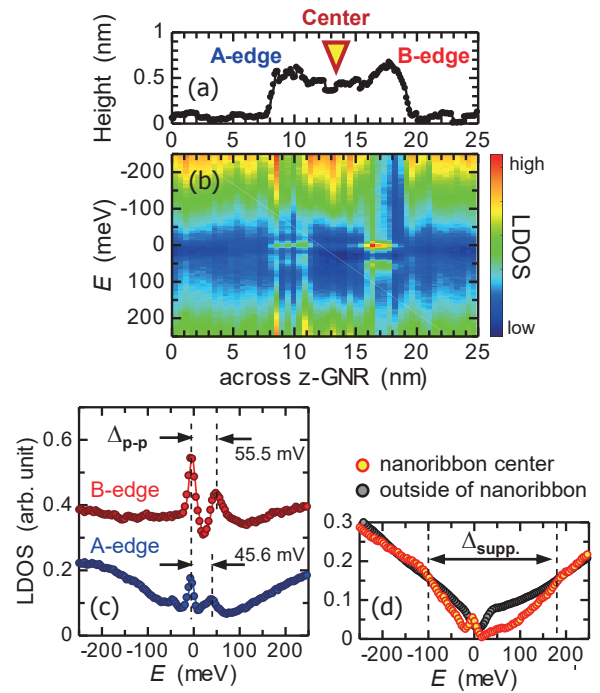 Center
A-edge
B-edge
(a)
Height (nm)
1
0.5
0
0 5 10 15 20 25
(b)
E (meV)
-200
-100
0
100
200
0 5 10 15 20 25
across z-GNR (nm)
high
LDOS
low
Δp-p
55.5 mV
B-edge
A-edge
45.6 mV
(c)
LDOS (arb. unit)
0.6
0.4
0.2
0
-200 -100 0 100 200
E (meV)
nanoribbon center
outside of nanoribbon
Δsupp.
(d)
0.3
0.2
0.1
0
-200 -100 0 100 200
E (meV)